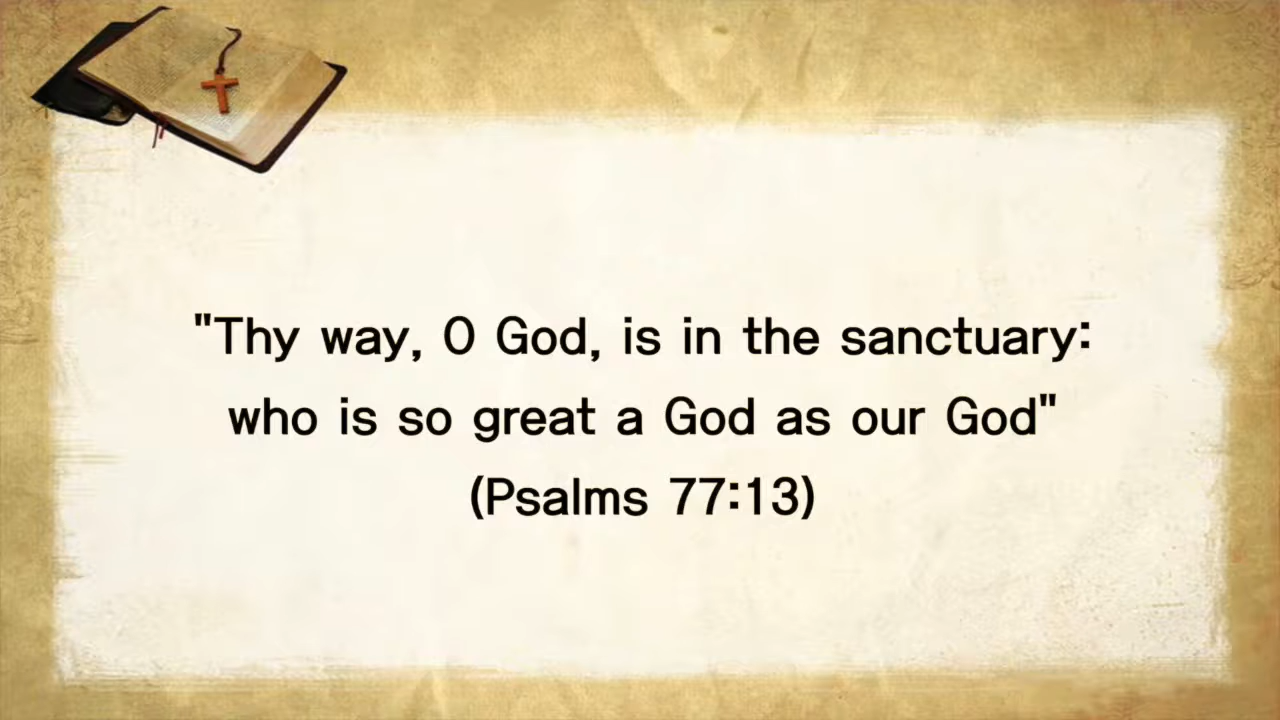 "Thy way, O God, is in the sanctuary:
who is so great a God as our God"
(Psalms 77:13)